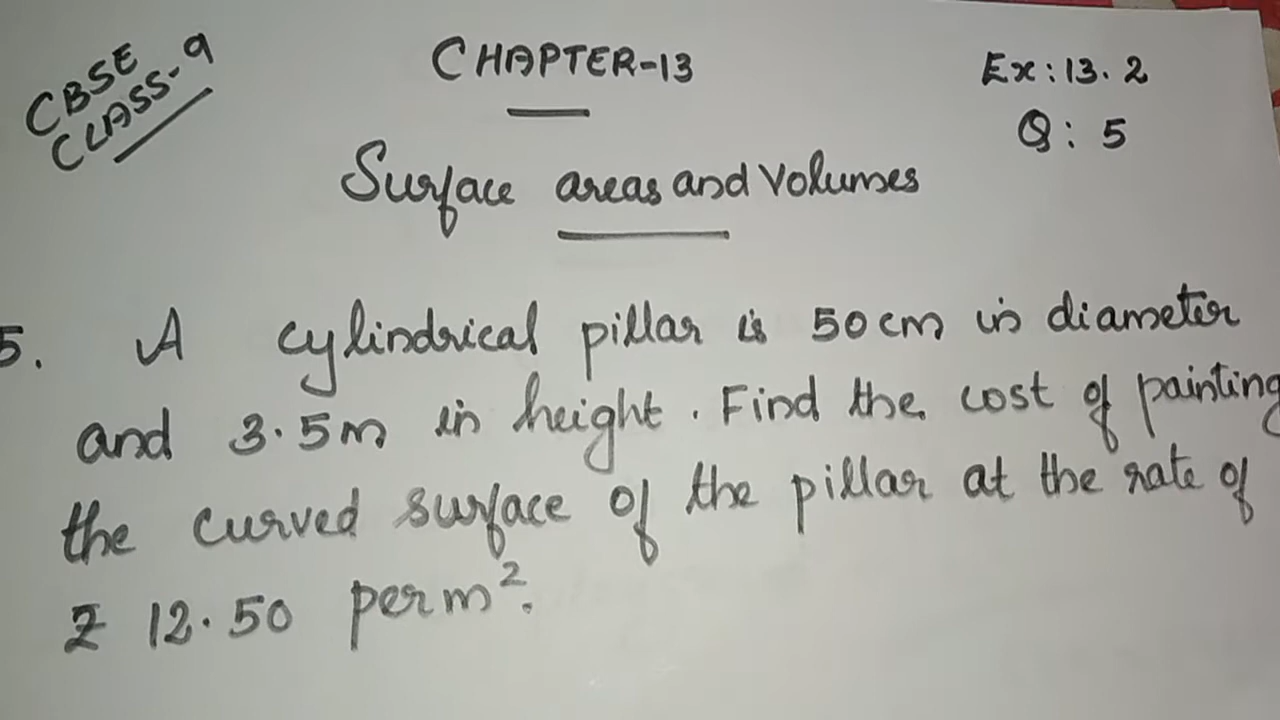 CBSE
CLASS-9
CHAPTER-13
Ex: 13.2
Q: 5
Surface areas and Volumes
5. A cylindrical pillar is 50cm in diameter
and 3.5m in height. Find the cost of painting
the curved surface of the pillar at the rate of
₹ 12.50 per m².